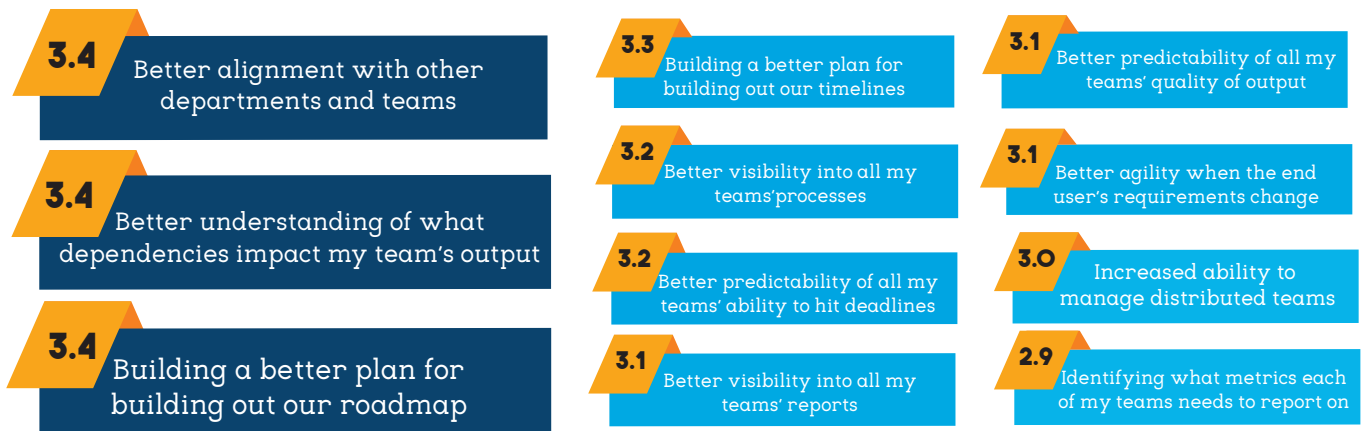 3.4
Better alignment with other
departments and teams
3.4
Better understanding of what
dependencies impact my team's output
3.4
Building a better plan for
building out our roadmap
3.3
Building a better plan for
building out our timelines
3.2
Better visibility into all my
teams'processes
3.2
Better predictability of all my
teams' ability to hit deadlines
3.1
Better visibility into all my
teams' reports
3.1
Better predictability of all my
teams' quality of output
3.1
Better agility when the end
user's requirements change
3.0
Increased ability to
manage distributed teams
2.9
Identifying what metrics each
of my teams needs to report on